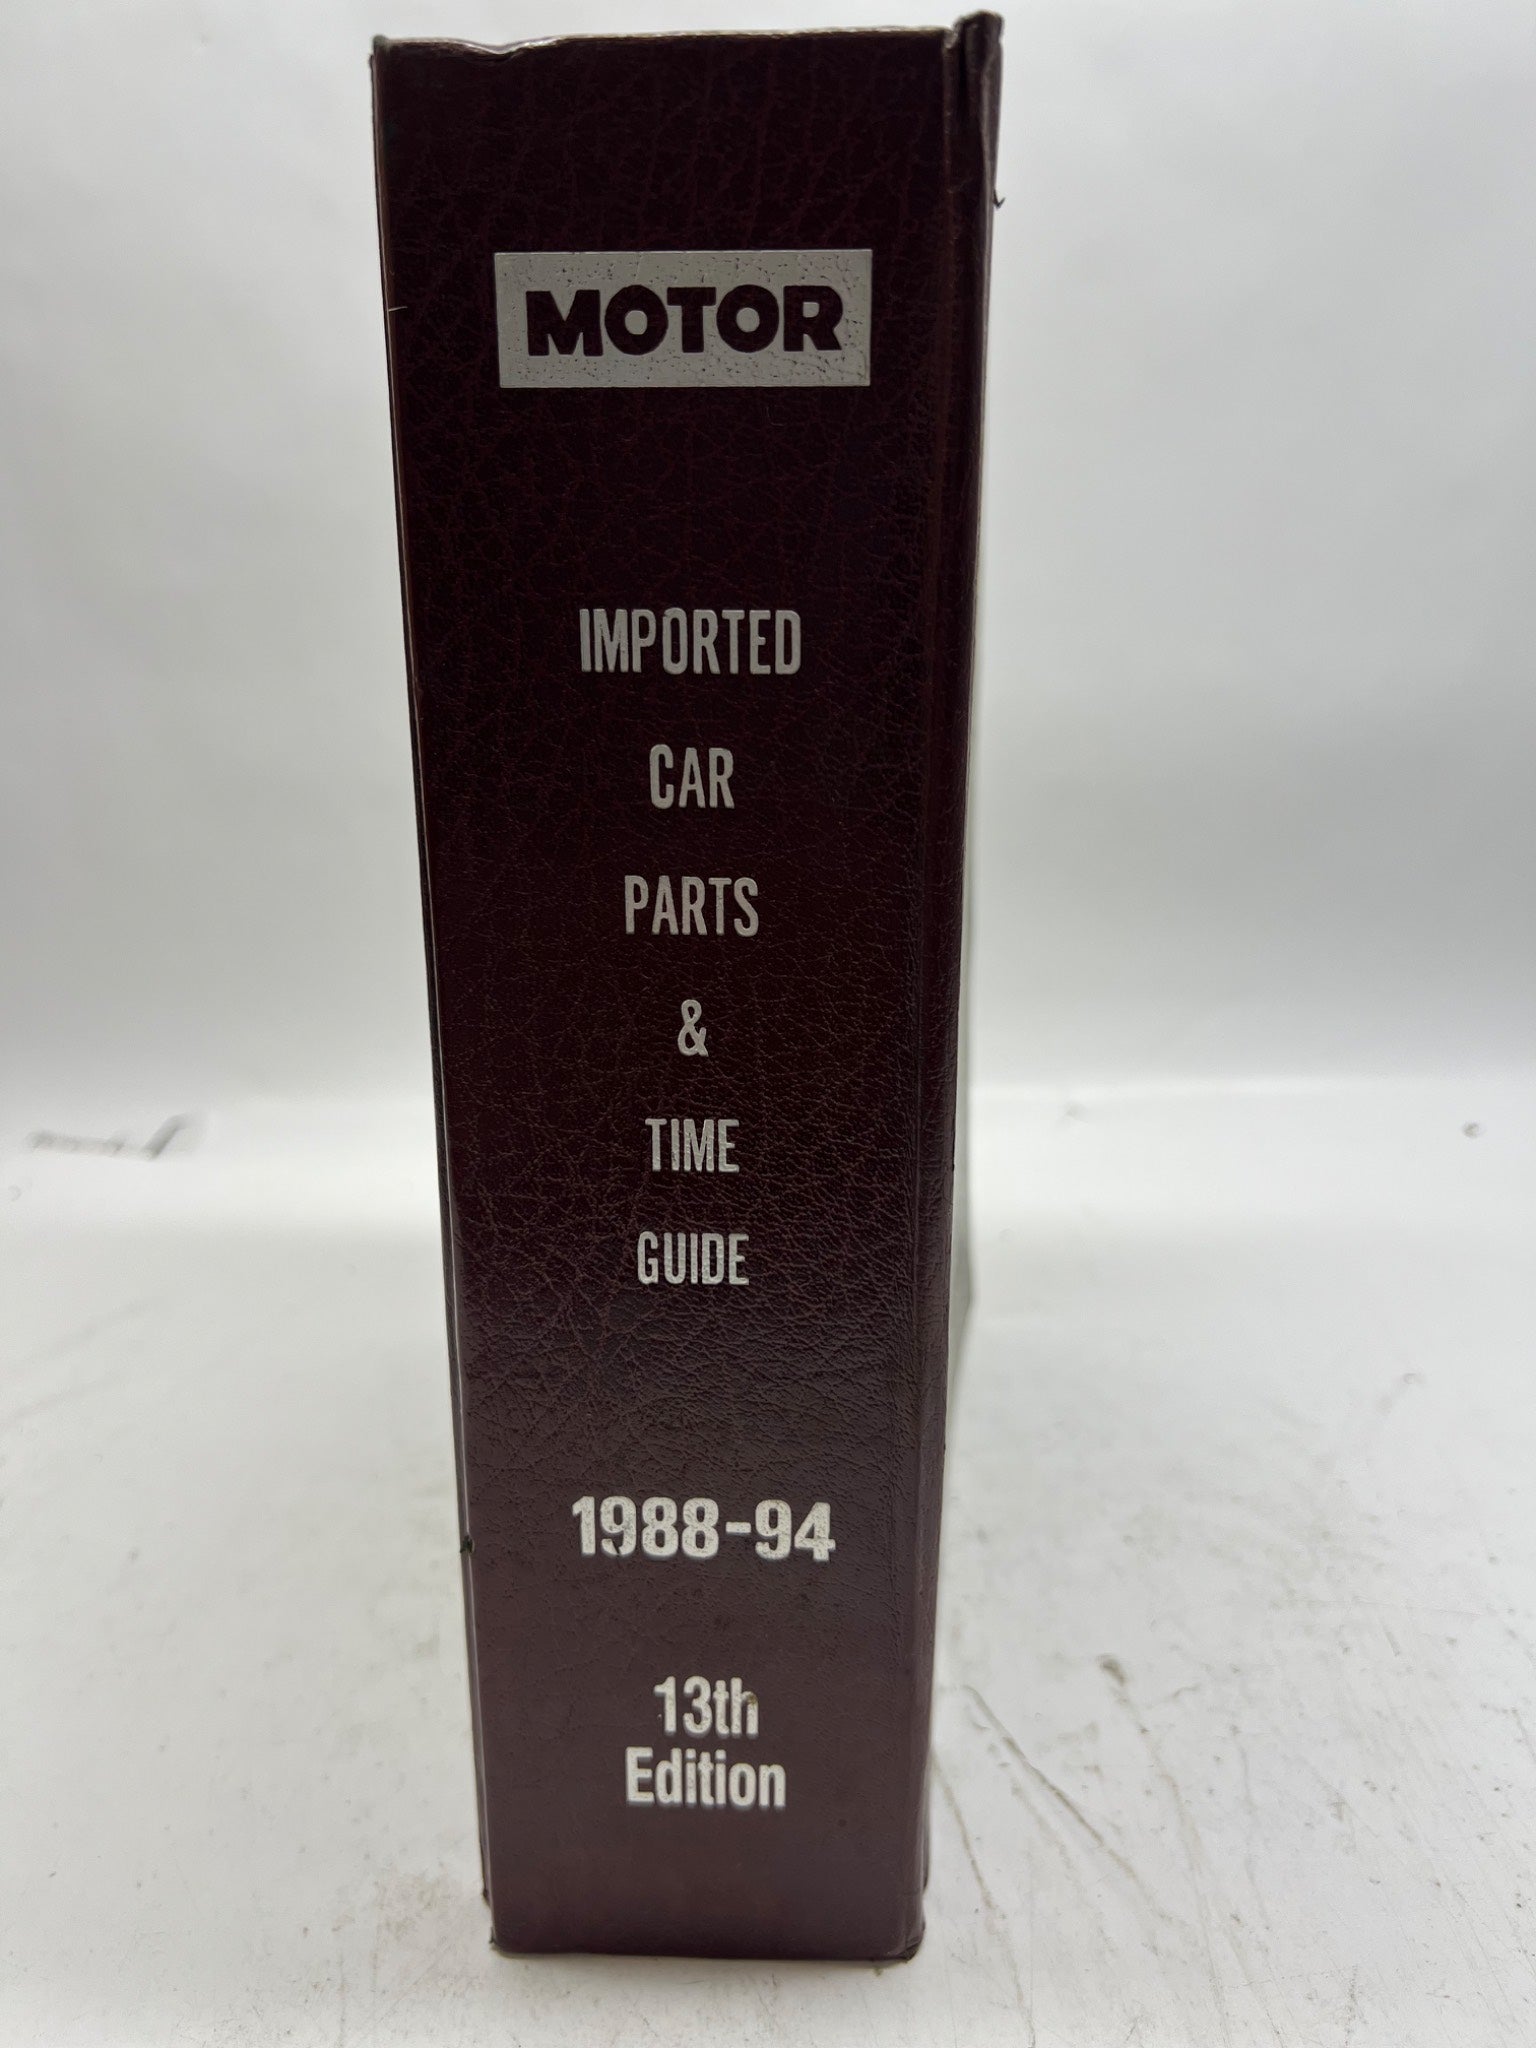 MOTOR
IMPORTED
CAR
PARTS
&
TIME
GUIDE
1988-94
13th
Edition